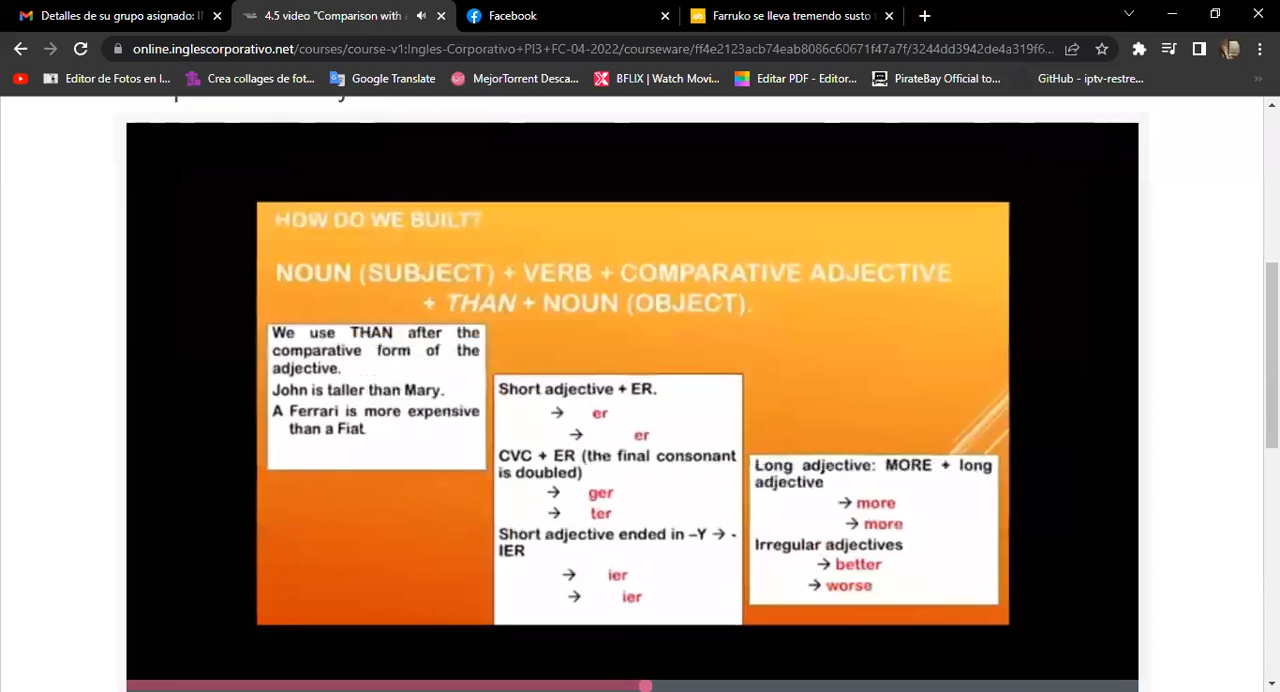 Detalles de su grupo asignado: I
4.5 video "Comparison with a
Facebook
Farruko se lleva tremendo susto t
online.inglescorporativo.net/courses/course-v1:Ingles-Corporativo+PI3+FC-04-2022/courseware/ff4e2123acb74eab8086c60671f47a7f/3244dd3942de4a319f6...
Editor de Fotos en l... Crea collages de fot... Google Translate MejorTorrent Desca... BFLIX | Watch Movi... Editar PDF - Editor... PirateBay Official to... GitHub - iptv-restre...
HOW DO WE BUILT?
NOUN (SUBJECT) + VERB + COMPARATIVE ADJECTIVE
+ THAN + NOUN (OBJECT).
We use THAN after the
comparative form of the
adjective.
John is taller than Mary.
A Ferrari is more expensive
than a Fiat
Short adjective + ER.
→ er
→ er
CVC + ER (the final consonant
is doubled)
→ ger
→ ter
Short adjective ended in –Y → -
IER
→ ier
→ ier
Long adjective: MORE + long
adjective
→ more
→ more
Irregular adjectives
→ better
→ worse